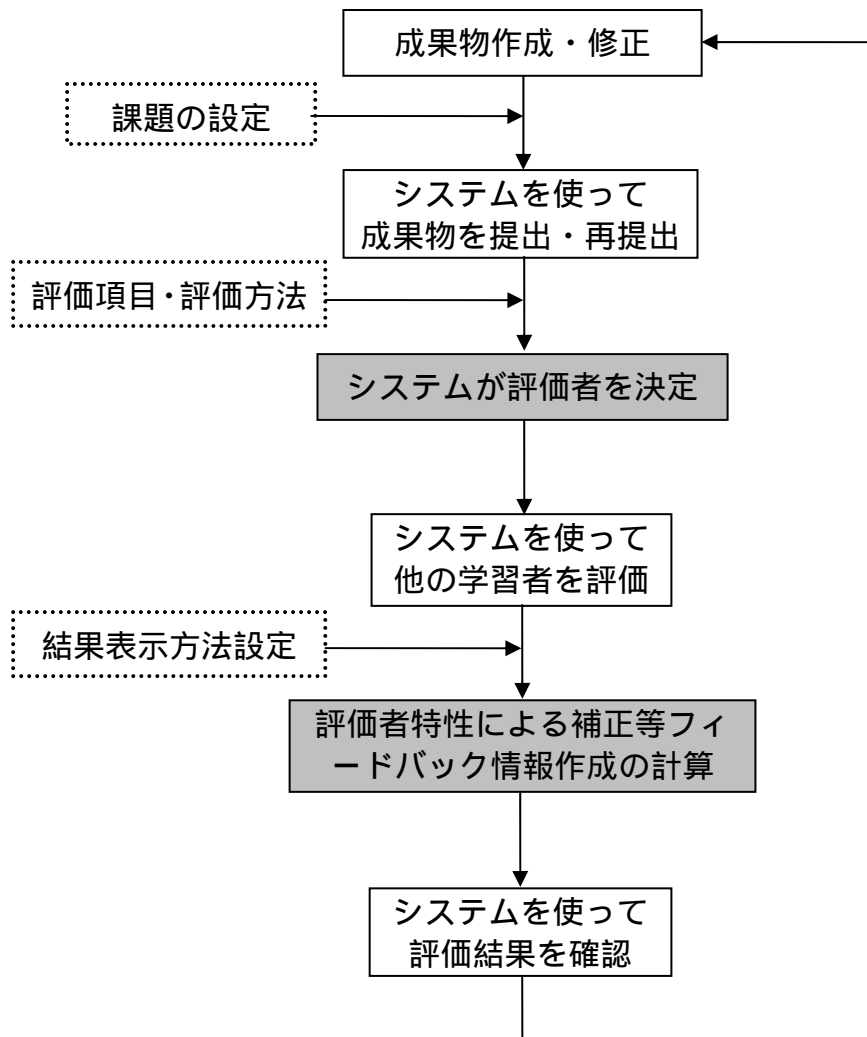 成果物作成・修正
課題の設定
システムを使って
成果物を提出・再提出
評価項目・評価方法
システムが評価者を決定
システムを使って
他の学習者を評価
結果表示方法設定
評価者特性による補正等フィ
ードバック情報作成の計算
システムを使って
評価結果を確認